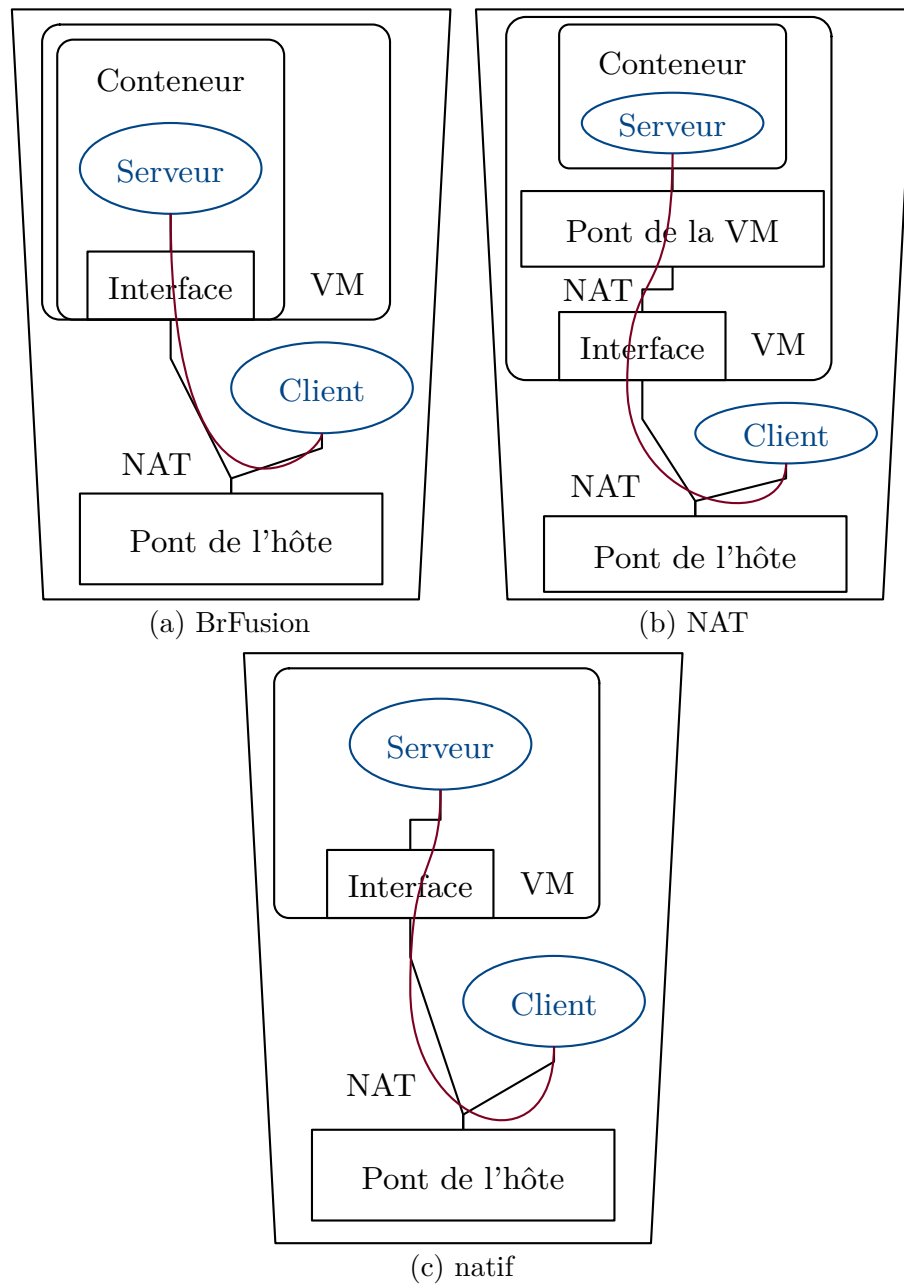 Conteneur
Serveur
Interface
VM
Client
NAT
Pont de l'hôte
(a) BrFusion
Conteneur
Serveur
Pont de la VM
NAT
Interface
VM
Client
NAT
Pont de l'hôte
(b) NAT
Serveur
Interface
VM
Client
NAT
Pont de l'hôte
(c) natif